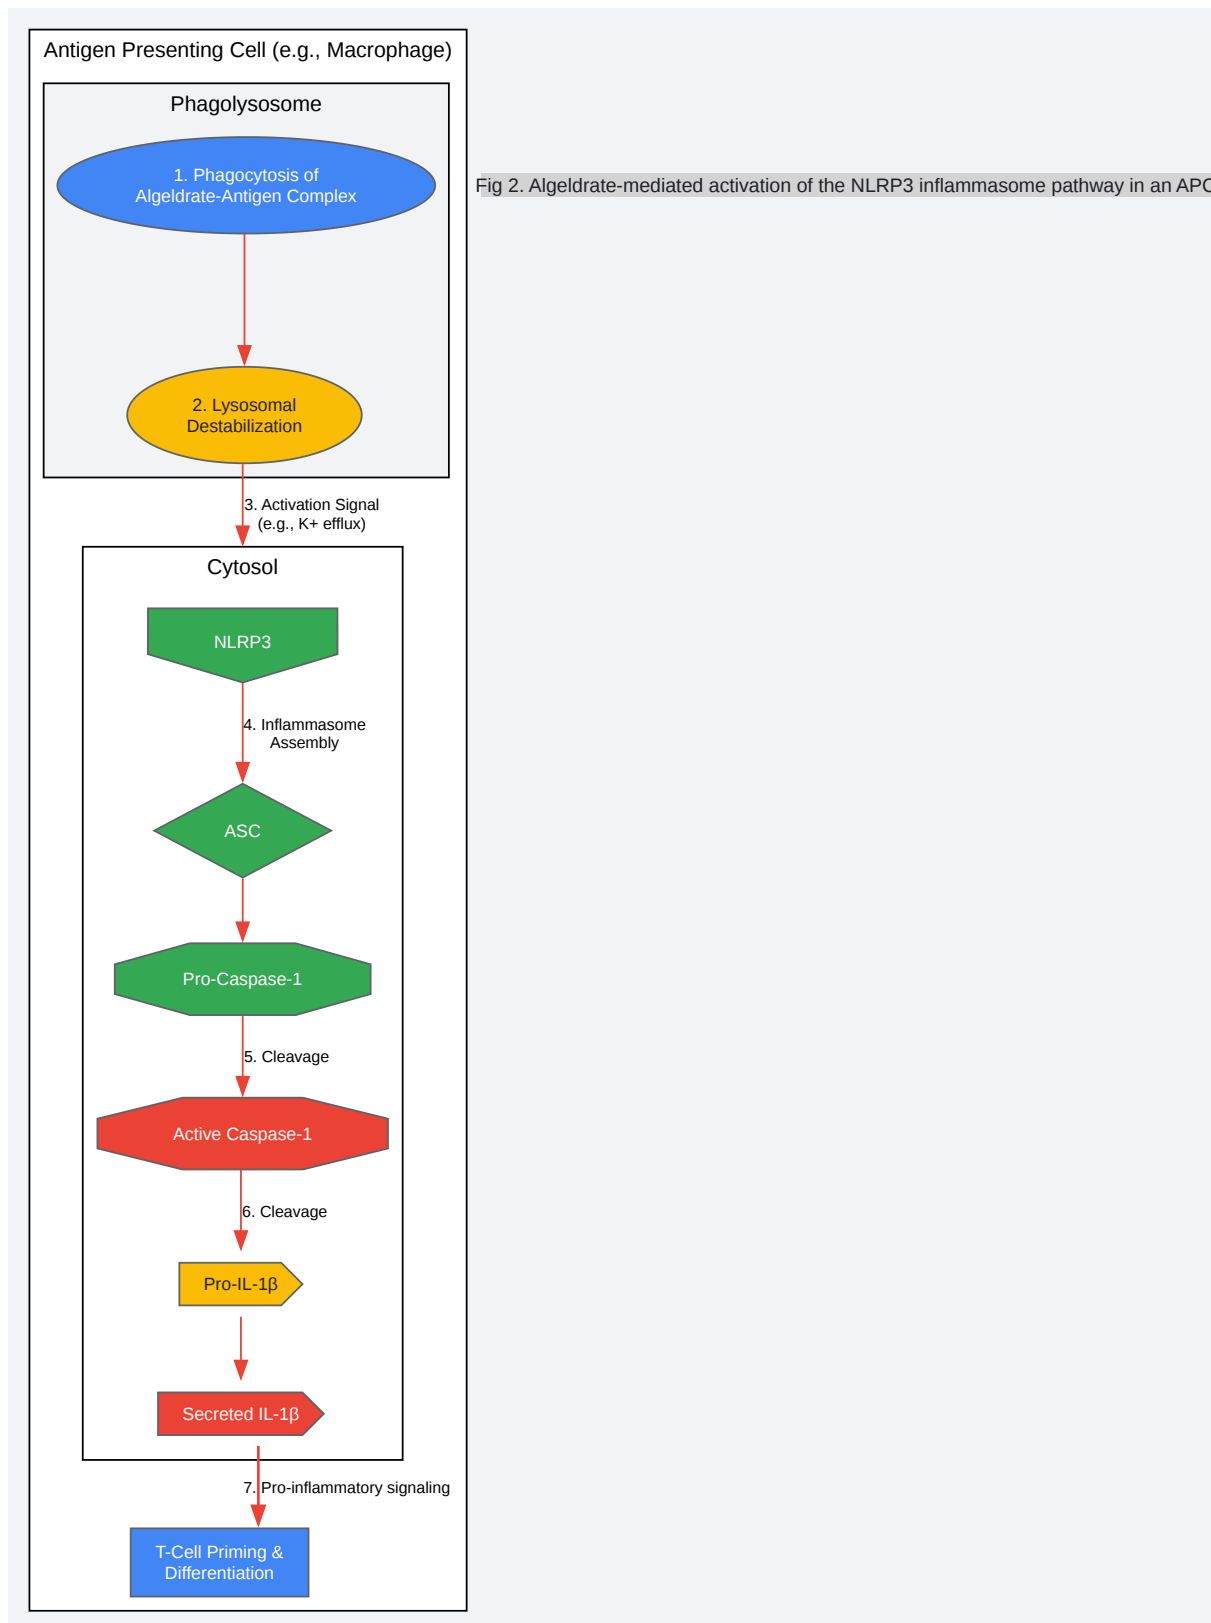 Antigen Presenting Cell (e.g., Macrophage)
Phagolysosome
1. Phagocytosis of
Algeldrate-Antigen Complex
Fig 2. Algeldrate-mediated activation of the NLRP3 inflammasome pathway in an APC
2. Lysosomal
Destabilization
3. Activation Signal
(e.g., K+ efflux)
Cytosol
NLRP3
4. Inflammasome
Assembly
ASC
Pro-Caspase-1
5. Cleavage
Active Caspase-1
6. Cleavage
Pro-IL-1β
Secreted IL-1β
7. Pro-inflammatory signaling
T-Cell Priming &
Differentiation